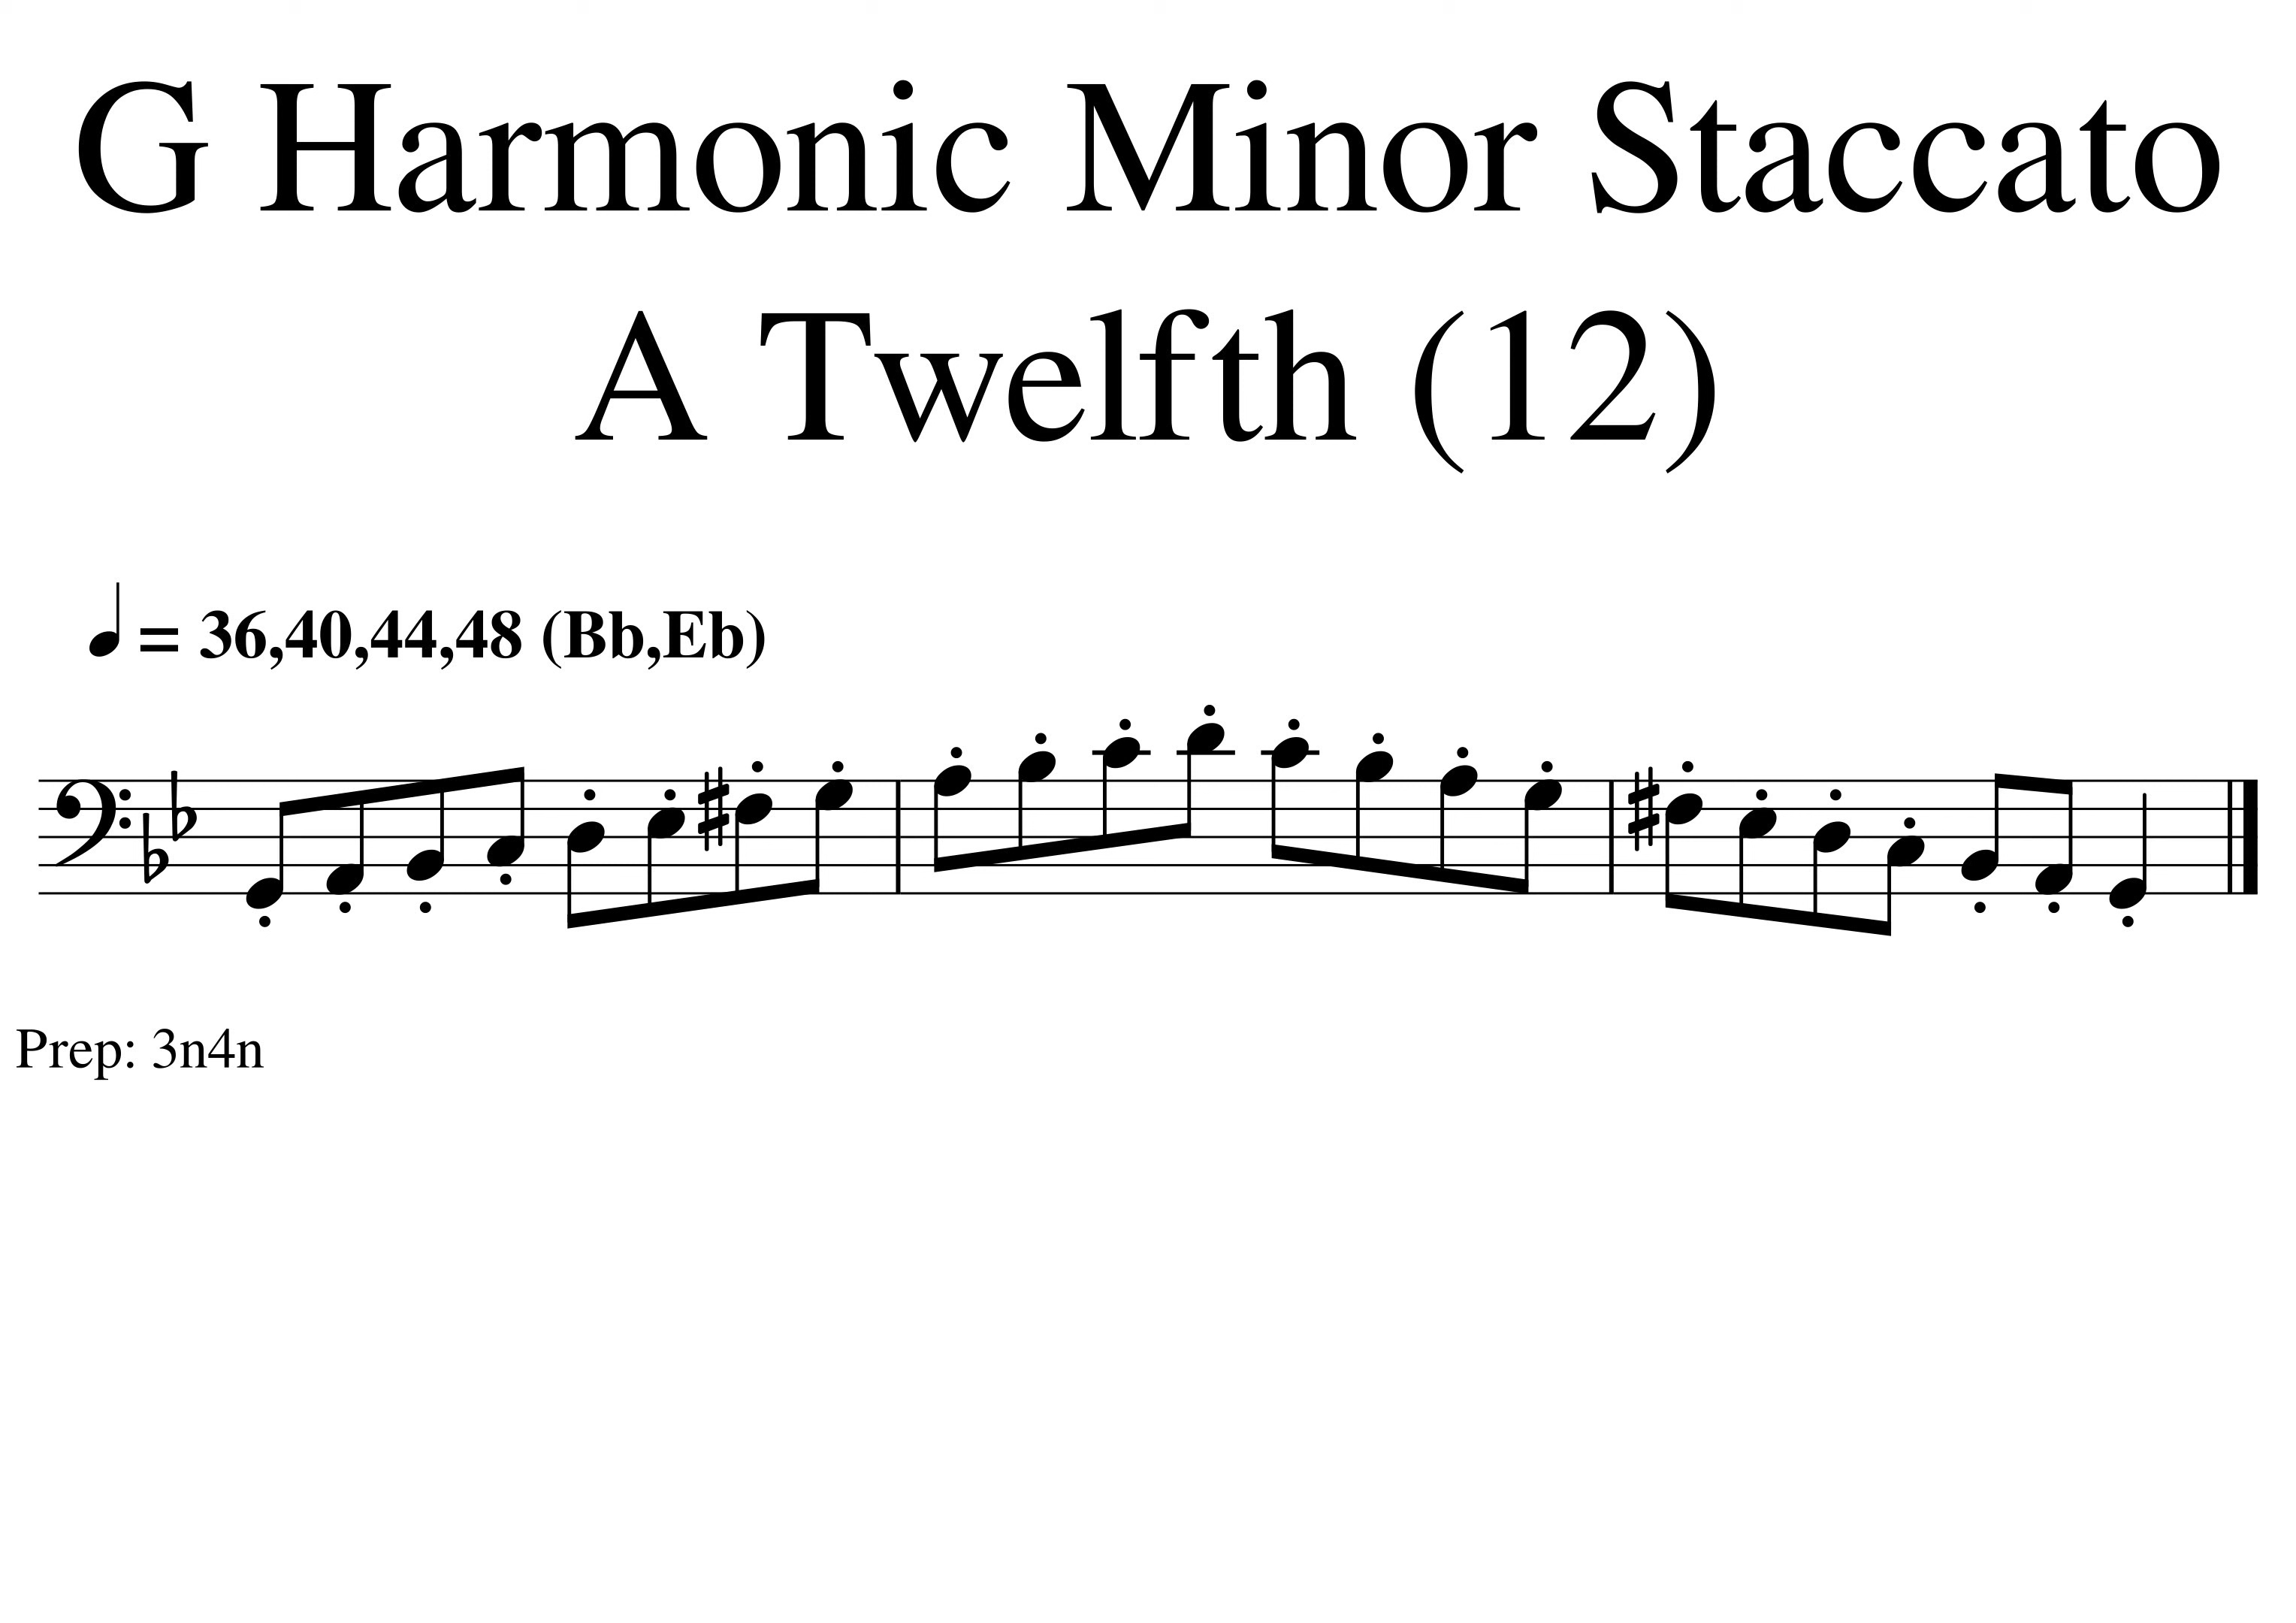 G Harmonic Minor Staccato
A Twelfth (12)
= 36,40,44,48 (Bb,Eb)
Prep: 3n4n